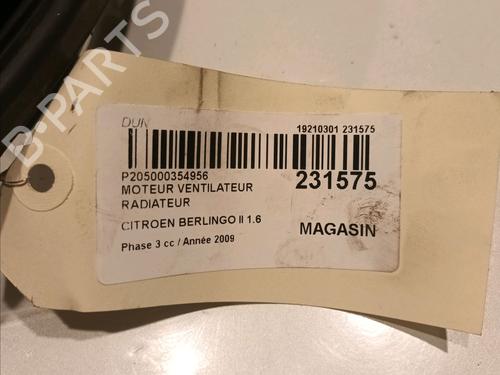 DUN
19210301 231575
P205000354956
231575
MOTEUR VENTILATEUR
RADIATEUR
CITROEN BERLINGO II 1.6
MAGASIN
Phase 3 cc / Année 2009
B-PARTS